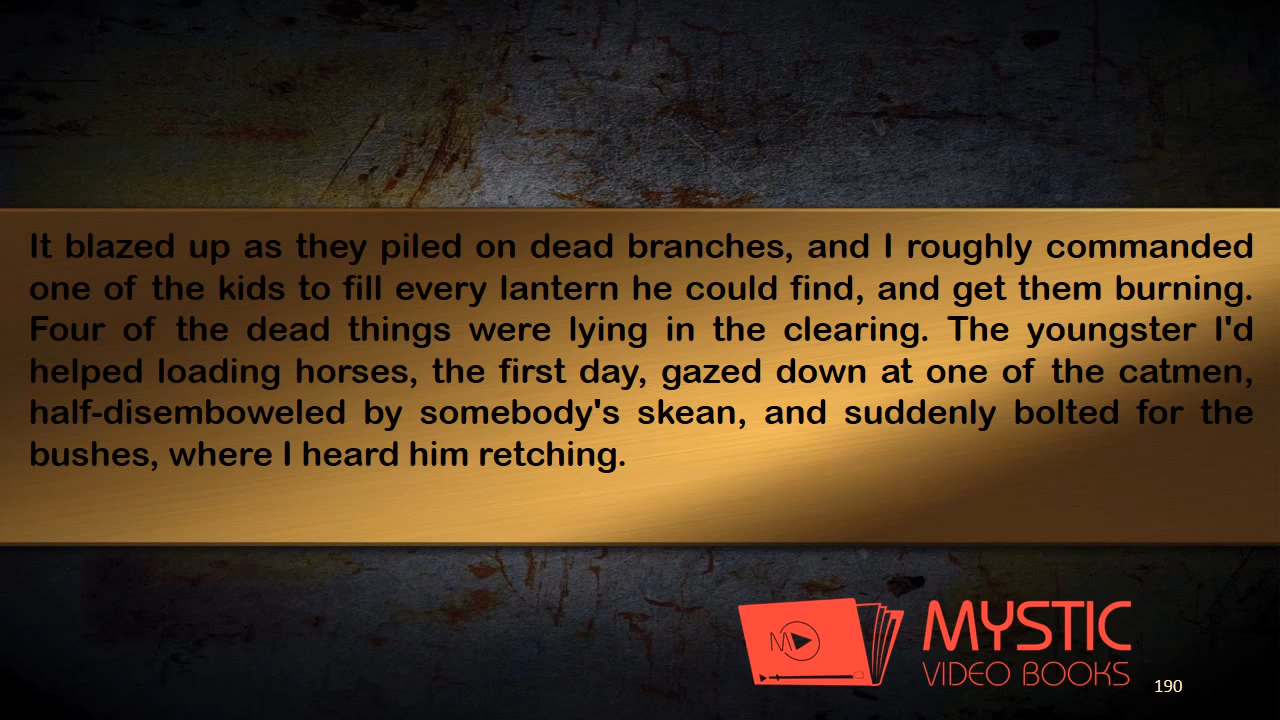 It blazed up as they piled on dead branches, and I roughly commanded
one of the kids to fill every lantern he could find, and get them burning.
Four of the dead things were lying in the clearing. The youngster I'd
helped loading horses, the first day, gazed down at one of the catmen,
half-disemboweled by somebody's skean, and suddenly bolted for the
bushes, where I heard him retching.
M
MYSTIC
VIDEO BOOKS
190